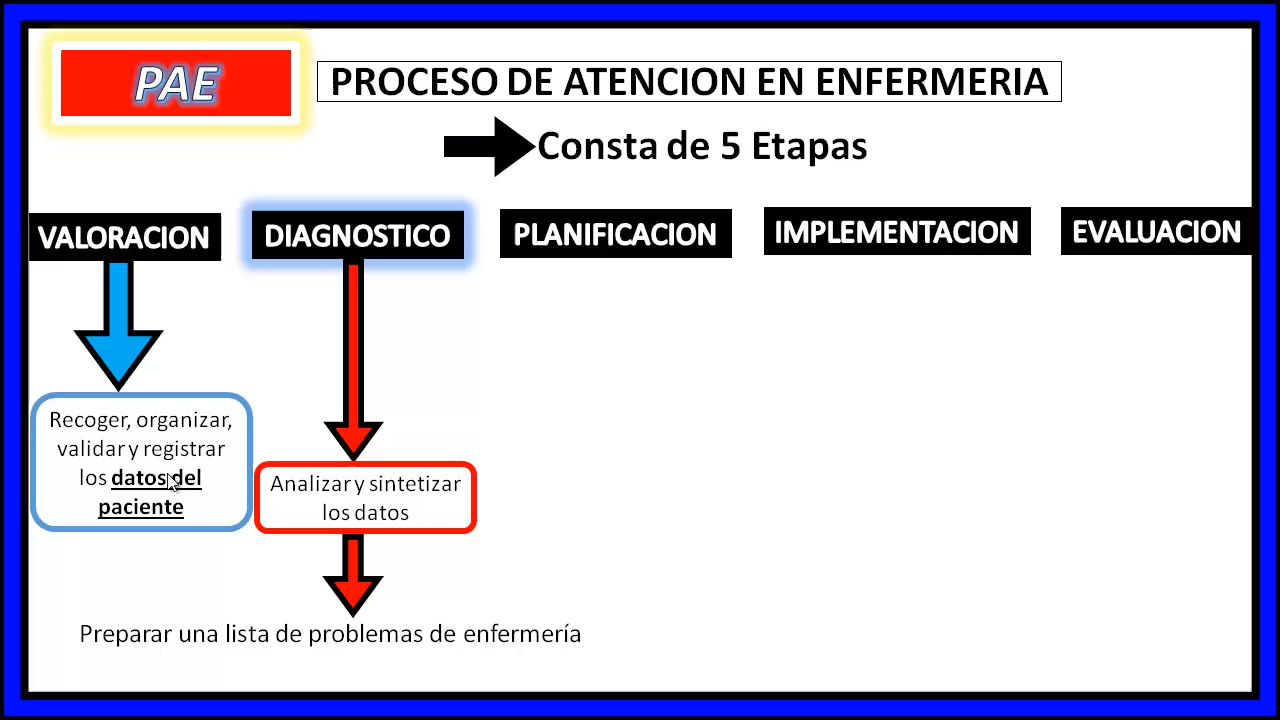 PAE
PROCESO DE ATENCION EN ENFERMERIA
Consta de 5 Etapas
VALORACION
DIAGNOSTICO
PLANIFICACION
IMPLEMENTACION
EVALUACION
Recoger, organizar,
validar y registrar
los datos del
paciente
Analizar y sintetizar
los datos
Preparar una lista de problemas de enfermería